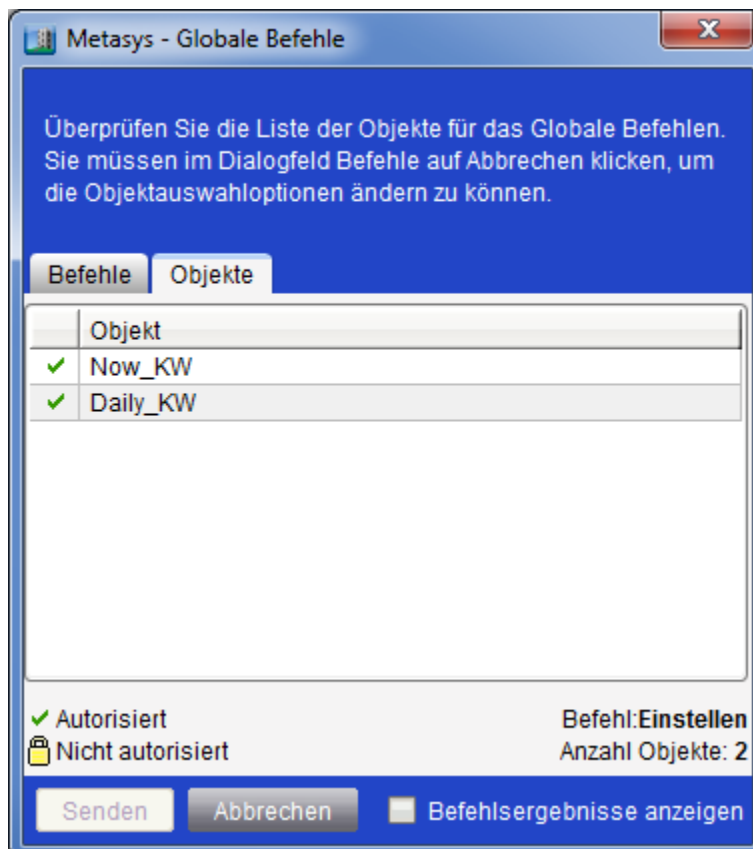 Metasys - Globale Befehle
Überprüfen Sie die Liste der Objekte für das Globale Befehlen.
Sie müssen im Dialogfeld Befehle auf Abbrechen klicken, um
die Objektauswahloptionen ändern zu können.
Befehle Objekte
Objekt
Now_KW
Daily_KW
Autorisiert Befehl:Einstellen
Nicht autorisiert Anzahl Objekte: 2
Senden Abbrechen Befehlsergebnisse anzeigen